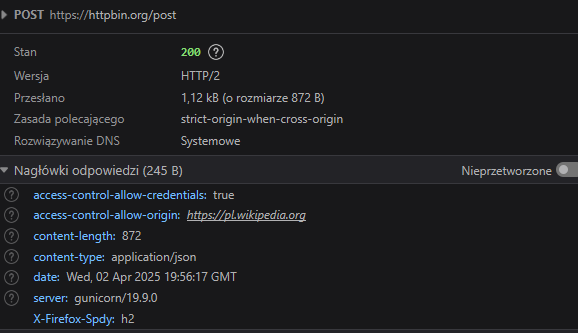 POST https://httpbin.org/post
Stan 200 ?
Wersja HTTP/2
Przesłano 1,12 kB (o rozmiarze 872 B)
Zasada polecającego strict-origin-when-cross-origin
Rozwiązywanie DNS Systemowe
Nagłówki odpowiedzi (245 B) Nieprzetworzone
? access-control-allow-credentials: true
? access-control-allow-origin: https://pl.wikipedia.org
? content-length: 872
? content-type: application/json
? date: Wed, 02 Apr 2025 19:56:17 GMT
? server: gunicorn/19.9.0
X-Firefox-Spdy: h2